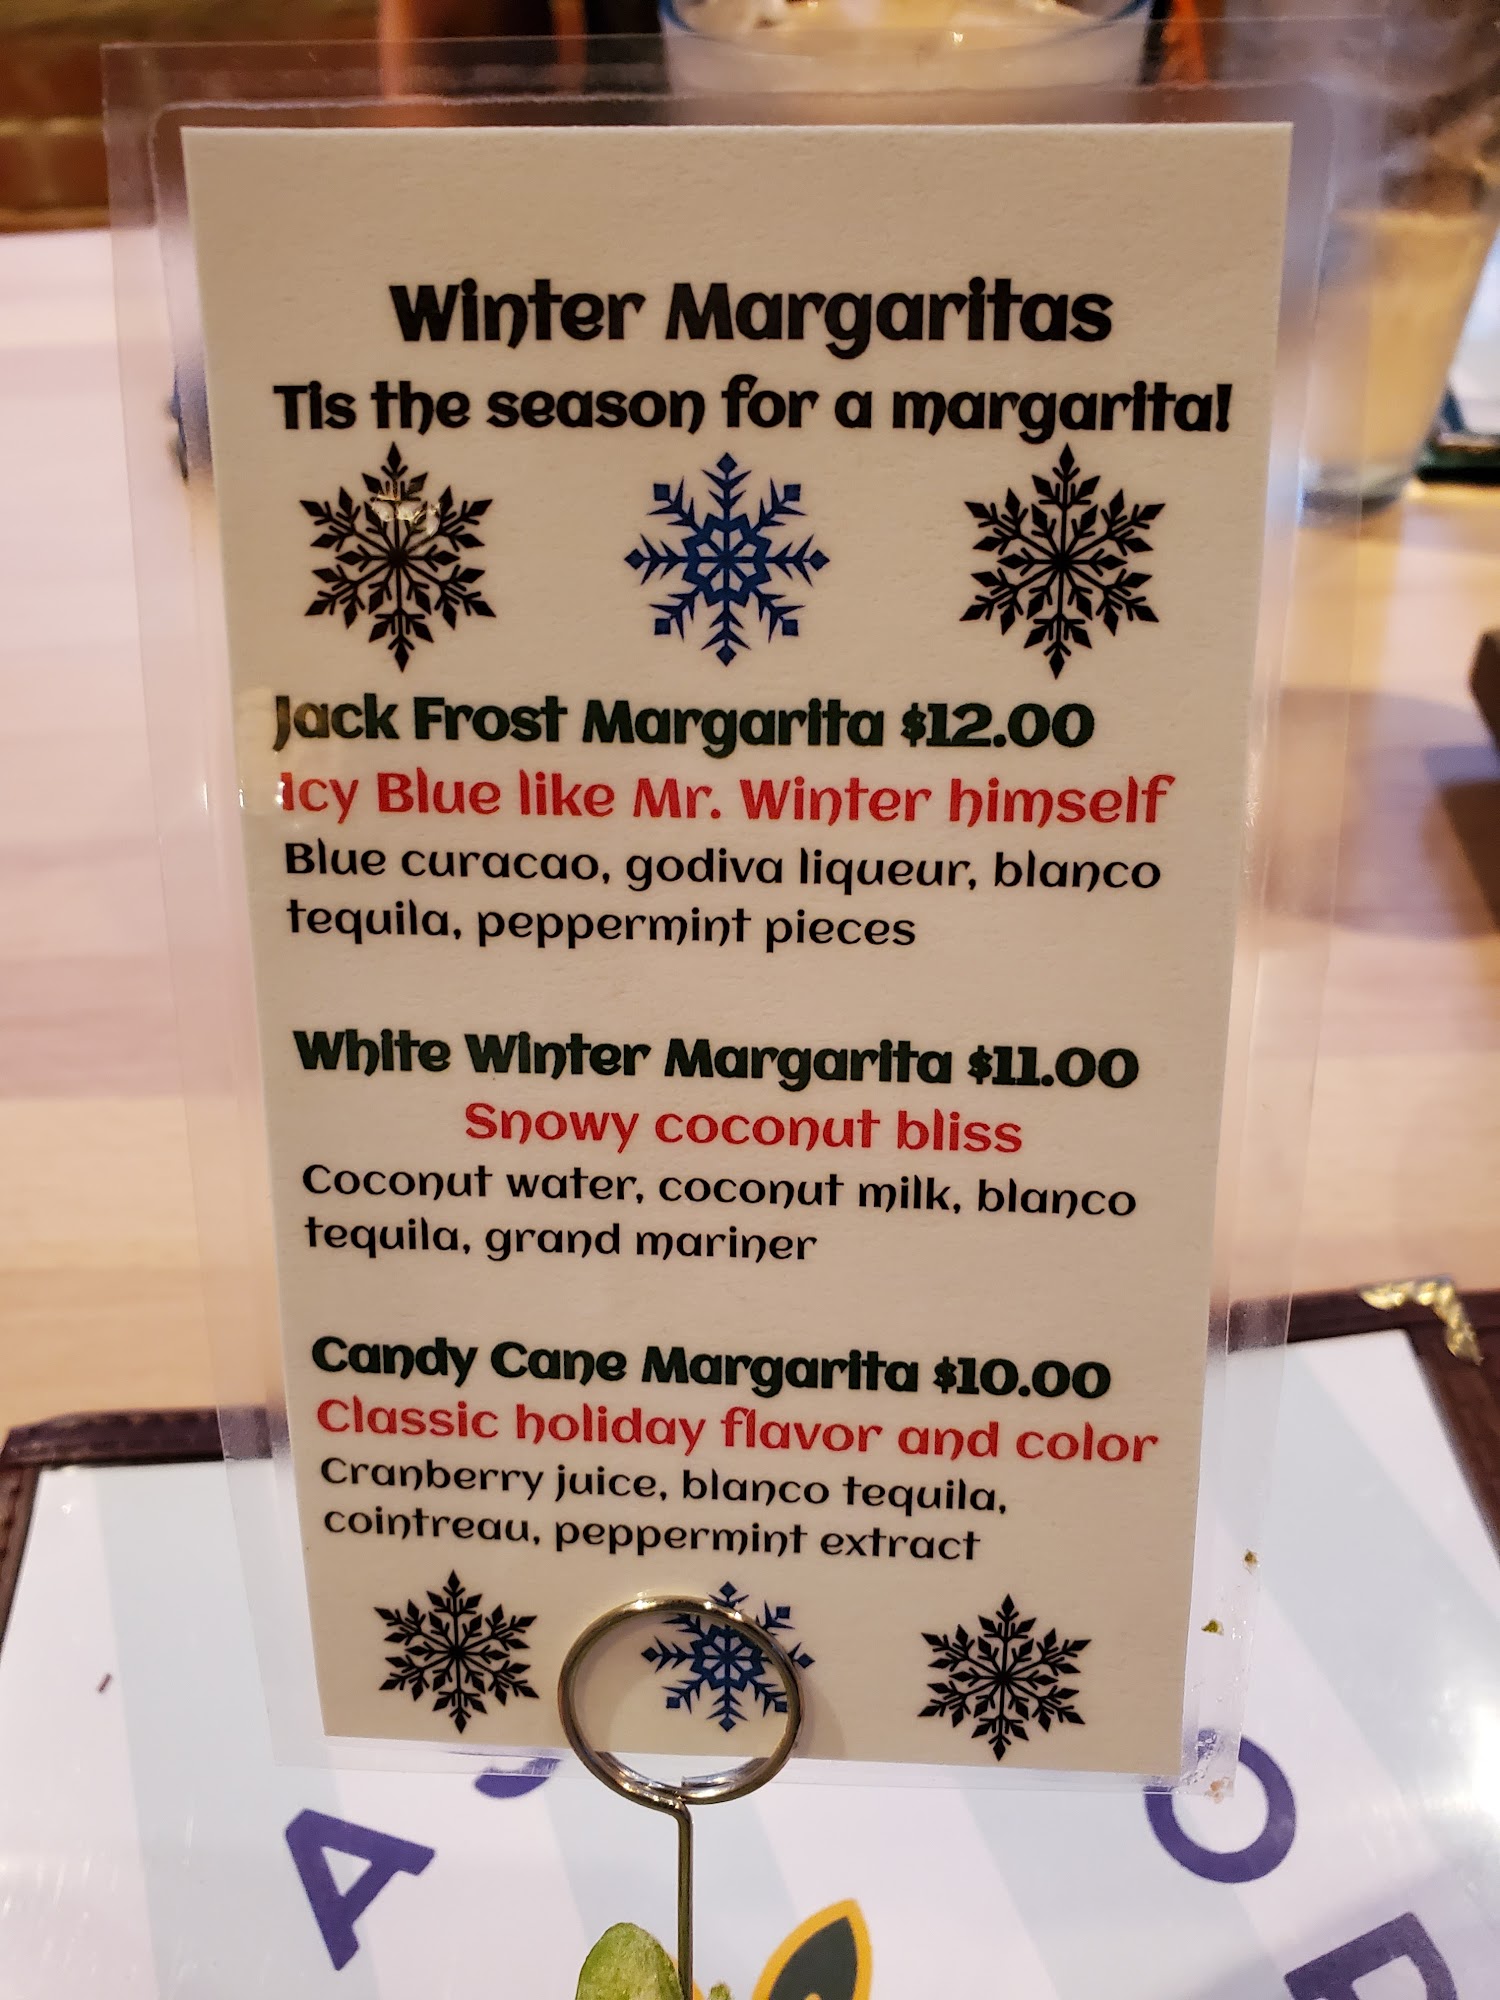 Winter Margaritas
Tis the season for a margarita!
Jack Frost Margarita $12.00
Icy Blue like Mr. Winter himself
Blue curacao, godiva liqueur, blanco
tequila, peppermint pieces
White Winter Margarita $11.00
Snowy coconut bliss
Coconut water, coconut milk, blanco
tequila, grand mariner
Candy Cane Margarita $10.00
Classic holiday flavor and color
Cranberry juice, blanco tequila,
cointreau, peppermint extract